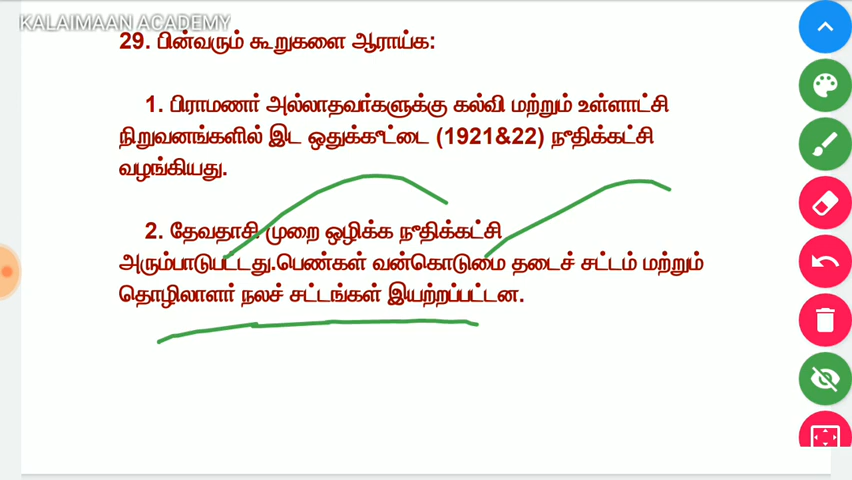 KALAIMAAN ACADEMY
29. பின்வரும் கூறுகளை ஆராய்க:
1. பிராமணர் அல்லாதவர்களுக்கு கல்வி மற்றும் உள்ளாட்சி
நிறுவனங்களில் இட ஒதுக்கீட்டை (1921&22) நீதிக்கட்சி
வழங்கியது.
2. தேவதாசி முறை ஒழிக்க நீதிக்கட்சி
அரும்பாடுபட்டது.பெண்கள் வன்கொடுமை தடைச் சட்டம் மற்றும்
தொழிலாளர் நலச் சட்டங்கள் இயற்றப்பட்டன.